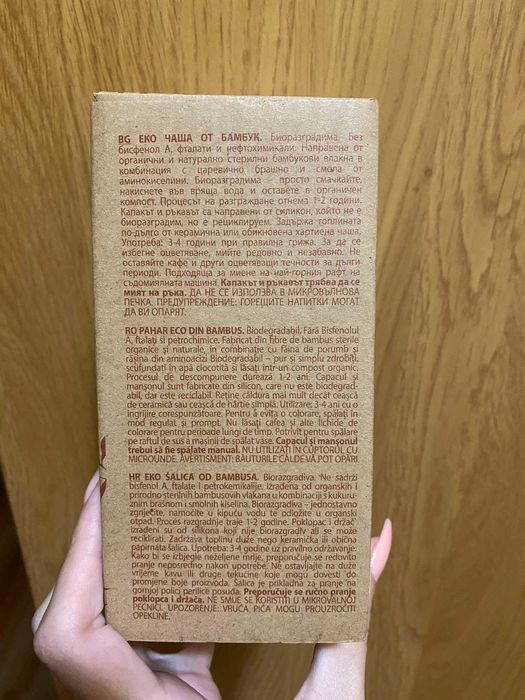 BG ЕКО ЧАША ОТ БАМБУК. Биоразградима. Без
бисфенол А, фталати и нефтохимикали. Направена от
органични и натурално стерилни бамбукови влакна в
комбинация с царевично брашно и смола от
аминокиселини. Биоразградима – просто смачкайте,
накиснете във вряща вода и оставете в органичен
компост. Процесът на разграждане отнема 1-2 години.
Капакът и ръкавът са направени от силикон, който не е
биоразградим, но е рециклируем. Задържа топлината
по-дълго от керамична или обикновена хартиена чаша.
Употреба: 3-4 години при правилна грижа. За да се
избегне оцветяване, мийте редовно и незабавно. Не
оставяйте кафе и други оцветяващи течности за дълги
периоди. Подходяща за миене на най-горния рафт на
съдомиялната машина. Капакът и ръкавът трябва да се
мият на ръка. ДА НЕ СЕ ИЗПОЛЗВА В МИКРОВЪЛНОВА
ПЕЧКА. ПРЕДУПРЕЖДЕНИЕ: ГОРЕЩИТЕ НАПИТКИ МОГАТ
ДА ВИ ОПАРЯТ.
RO PAHAR ECO DIN BAMBUS. Biodegradabil. Fără Bisfenolul
A, ftalați si petrochimice. Fabricat din fibre de bambus sterile
organice și naturale, în combinație cu făina de porumb și
rășina din aminoacizi Biodegradabil – pur și simplu zdrobiți,
scufundați în apă clocotită și lăsați într-un compost organic.
Procesul de descompunere durează 1-2 ani. Capacul și
manșonul sunt fabricate din silicon, care nu este biodegrad-
abil, dar este reciclabil. Reține căldura mai mult decât ceașcă
de ceramică sau ceașcă de hârtie simplă. Utilizare: 3-4 ani cu o
îngrijire corespunzătoare. Pentru a evita o colorare, spălați în
mod regulat și prompt. Nu lăsați cafea și alte lichide de
colorare pentru perioade lungi de timp. Potrivit pentru spălare
pe raftul de sus a mașinii de spălat vase. Capacul și manșonul
trebui să fie spălate manual. NU UTILIZAȚI ÎN CUPTORUL CU
MICROUNDE. AVERTISMENT: BĂUTURILE CALDE VĂ POT OPĂRI.
HR EKO ŠALICA OD BAMBUSA. Biorazgradiva. Ne sadrži
bisfenol A, ftalate i petrokemikalije. Izrađena od organskih i
prirodno sterilnih bambusovih vlakana u kombinaciji s kukuruz-
znim brašnom i smolnih kiselina. Biorazgradiva – jednostavno
zgnječite, namočite u kipuću vodu te odložite u organski
otpad. Proces razgradnje traje 1-2 godine. Poklopac i držač
izrađeni su od silikona koji nije biorazgradiv ali se može
reciklirati. Zadržava toplinu duže nego keramička ili obična
papirnata šalica. Upotreba: 3-4 godine uz pravilno održavanje.
Kako bi se izbjegle neželjene mrlje, preporučuje se redovito
pranje neposredno nakon upotrebe. Ne ostavljajte na duže
vrijeme kavu ili druge tekućine koje mogu dovesti do
promjene boje proizvoda. Šalica je prikladna za pranje na
gornjoj polici perilice posuđa. Preporučuje se ručno pranje
poklopca i držača. NE SMIJE SE KORISTITI U MIKROVALNOJ
PEĆNICI. UPOZORENJE: VRUĆA PIĆA MOGU PROUZROČITI
OPEKLINE.